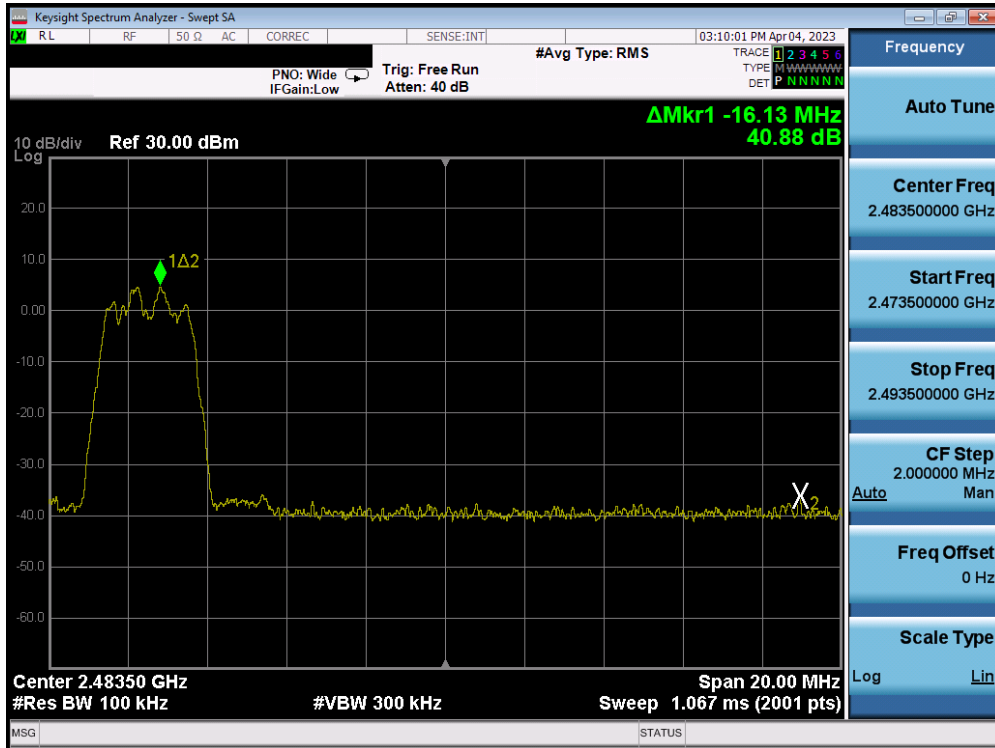 Keysight Spectrum Analyzer - Swept SA
LXI RL RF 50 Ω AC CORREC SENSE:INT 03:10:01 PM Apr 04, 2023
PNO: Wide
IFGain:Low
Trig: Free Run
Atten: 40 dB
#Avg Type: RMS
TRACE 1 2 3 4 5 6
TYPE M W W W W W
DET P N N N N N
ΔMkr1 -16.13 MHz
40.88 dB
10 dB/div Ref 30.00 dBm
Log
20.0
10.0
1Δ2
0.00
-10.0
-20.0
-30.0
X2
-40.0
-50.0
-60.0
Center 2.48350 GHz Span 20.00 MHz
#Res BW 100 kHz #VBW 300 kHz Sweep 1.067 ms (2001 pts)
MSG STATUS
Frequency
Auto Tune
Center Freq
2.483500000 GHz
Start Freq
2.473500000 GHz
Stop Freq
2.493500000 GHz
CF Step
2.000000 MHz
Auto Man
Freq Offset
0 Hz
Scale Type
Log Lin